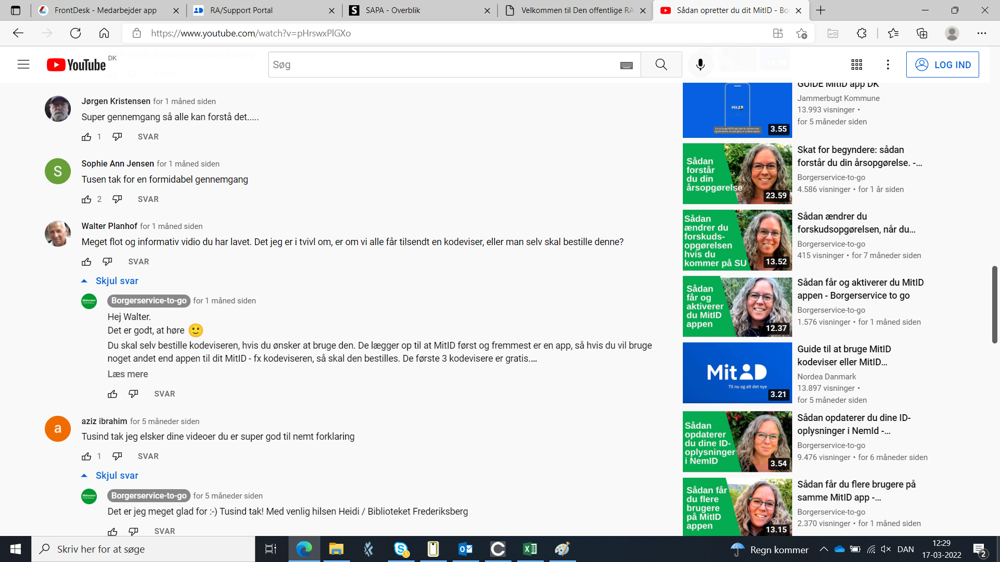 FrontDesk - Medarbejder app
RA/Support Portal
SAPA - Overblik
Velkommen til Den offentlige RA
Sådan opretter du dit MitID - Bo
https://www.youtube.com/watch?v=pHrswxPlGXo
YouTube DK
Søg
LOG IND
Jørgen Kristensen for 1 måned siden
Super gennemgang så alle kan forstå det.....
1 SVAR
Sophie Ann Jensen for 1 måned siden
Tusen tak for en formidabel gennemgang
2 SVAR
Walter Planhof for 1 måned siden
Meget flot og informativ vidio du har lavet. Det jeg er i tvivl om, er om vi alle får tilsendt en kodeviser, eller man selv skal bestille denne?
SVAR
Skjul svar
Borgerservice-to-go for 1 måned siden
Hej Walter.
Det er godt, at høre 🙂
Du skal selv bestille kodeviseren, hvis du ønsker at bruge den. De lægger op til at MitID først og fremmest er en app, så hvis du vil bruge
noget andet end appen til dit MitID - fx kodeviseren, så skal den bestilles. De første 3 kodevisere er gratis....
Læs mere
SVAR
aziz ibrahim for 5 måneder siden
Tusind tak jeg elsker dine videoer du er super god til nemt forklaring
1 SVAR
Skjul svar
Borgerservice-to-go for 5 måneder siden
Det er jeg meget glad for :-) Tusind tak! Med venlig hilsen Heidi / Biblioteket Frederiksberg
SVAR
MitID
3.55
GUIDE MitID app DK
Jammerbugt Kommune
13.993 visninger •
for 5 måneder siden
Sådan
forstår
du din
årsopgørelse
23.59
Skat for begyndere: sådan
forstår du din årsopgørelse. -...
Borgerservice-to-go
4.586 visninger • for 1 år siden
Sådan
ændrer du
forskuds-
opgørelsen
hvis du
kommer på SU
13.52
Sådan ændrer du
forskudsopgørelsen, når du...
Borgerservice-to-go
415 visninger • for 7 måneder siden
Sådan
får og
aktiverer
du MitID
appen
12.37
Sådan får og aktiverer du MitID
appen - Borgerservice to go
Borgerservice-to-go
1.576 visninger • for 1 måned siden
MitID
Til nu og alt det nye
3.21
Guide til at bruge MitID
kodeviser eller MitID...
Nordea Danmark
13.897 visninger •
for 5 måneder siden
Sådan
opdaterer
du dine ID-
oplysninger
i NemID
3.54
Sådan opdaterer du dine ID-
oplysninger i NemId -...
Borgerservice-to-go
9.476 visninger • for 6 måneder siden
Sådan får
du flere
brugere
på MitID
appen
13.15
Sådan får du flere brugere på
samme MitID app -...
Borgerservice-to-go
2.370 visninger • for 1 måned siden
Skriv her for at søge
Regn kommer
DAN
12:29
17-03-2022
2